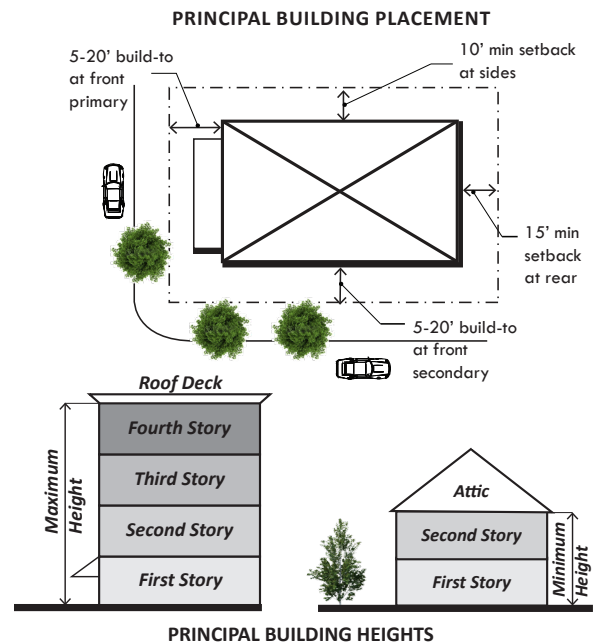 PRINCIPAL BUILDING PLACEMENT
5-20’ build-to
at front
primary
10’ min setback
at sides
15’ min
setback
at rear
5-20’ build-to
at front
secondary
Roof Deck
Maximum
Height
Fourth Story
Third Story
Second Story
First Story
Attic
Second Story
First Story
Minimum
Height
PRINCIPAL BUILDING HEIGHTS